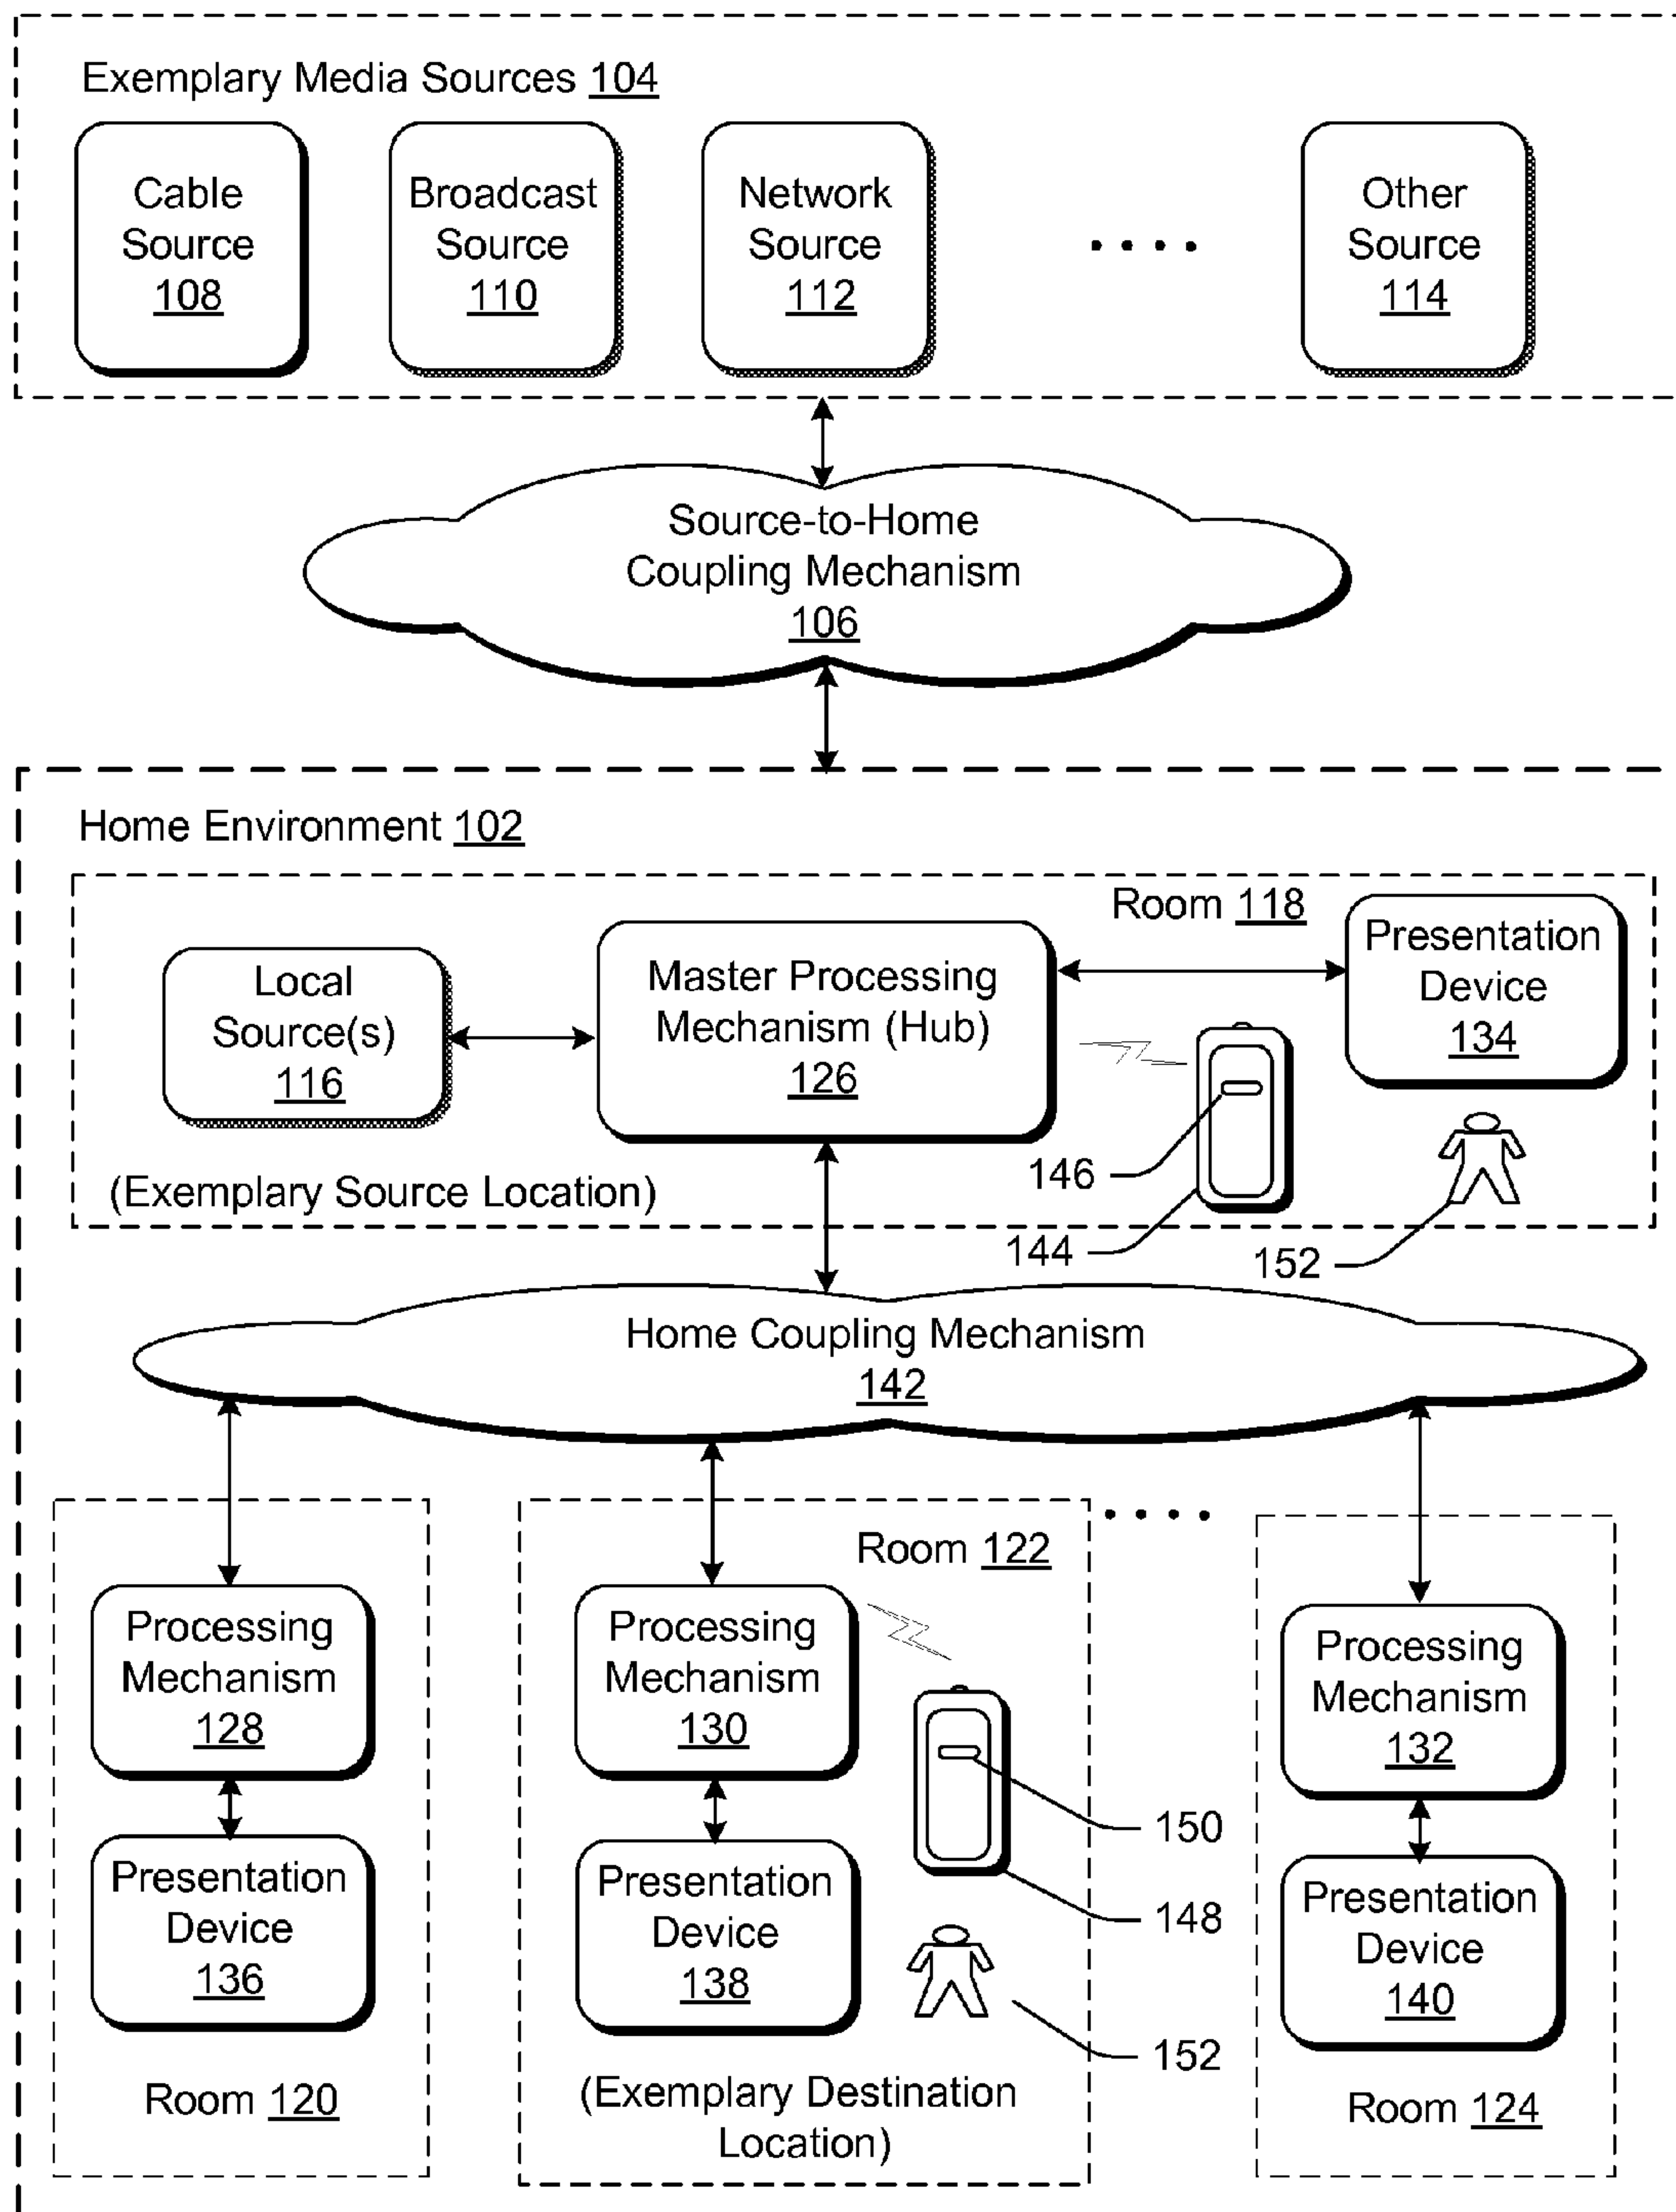 Exemplary Media Sources 104
Cable
Source
108
Broadcast
Source
110
Network
Source
112
Other
Source
114
Source-to-Home
Coupling Mechanism
106
Home Environment 102
Room 118
Local
Source(s)
116
Master Processing
Mechanism (Hub)
126
Presentation
Device
134
146
(Exemplary Source Location)
144
152
Home Coupling Mechanism
142
Room 122
Processing
Mechanism
128
Processing
Mechanism
130
Processing
Mechanism
132
150
Presentation
Device
136
Presentation
Device
138
148
Presentation
Device
140
152
Room 120
(Exemplary Destination
Location)
Room 124